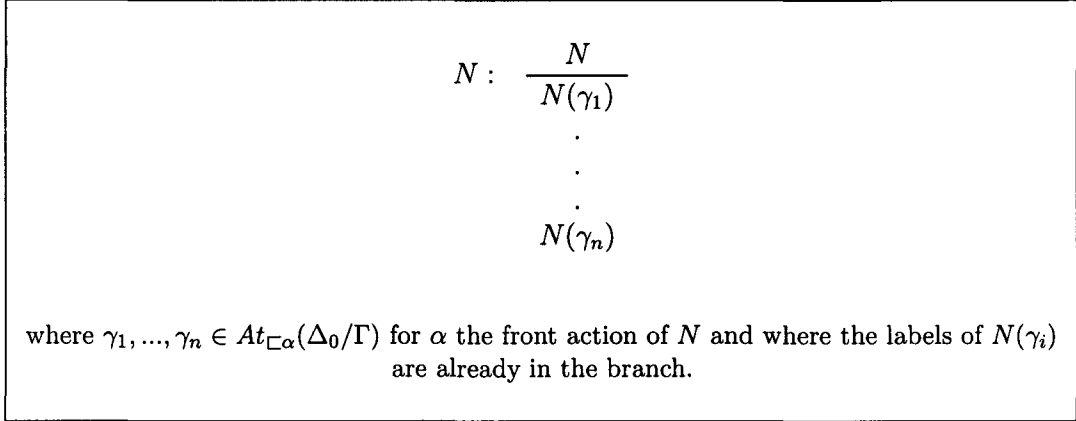 N : N
N(γ₁)
.
.
.
N(γₙ)
where γ₁, ..., γₙ ∈ At⊏α(Δ₀/Γ) for α the front action of N and where the labels of N(γᵢ)
are already in the branch.